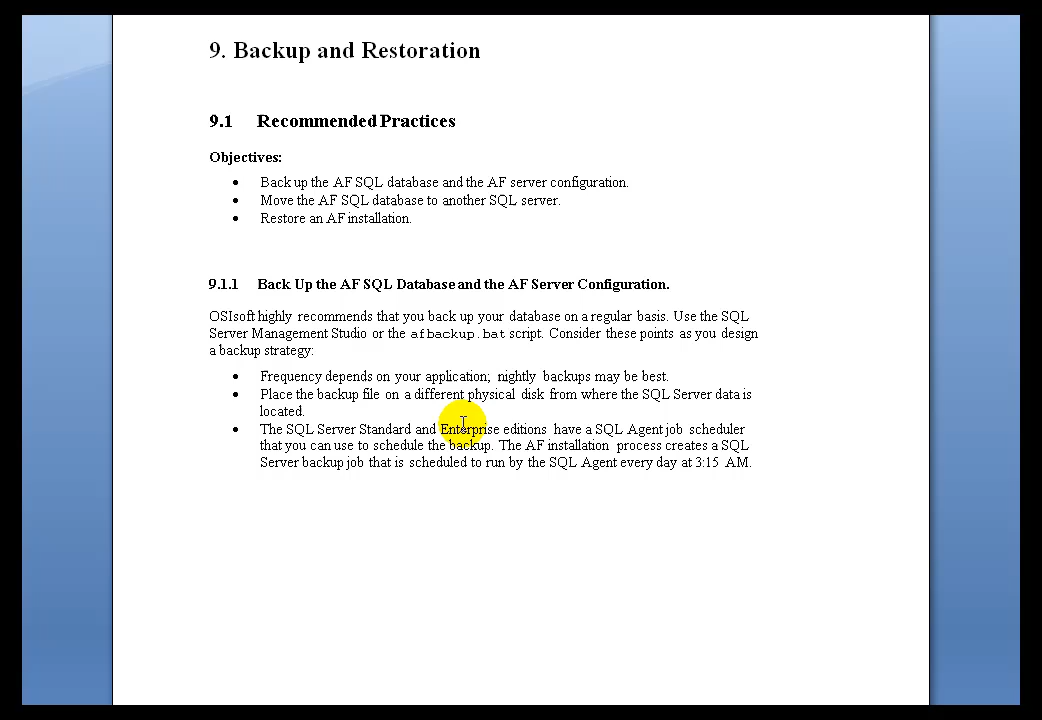 9. Backup and Restoration
9.1 Recommended Practices
Objectives:
• Back up the AF SQL database and the AF server configuration.
• Move the AF SQL database to another SQL server.
• Restore an AF installation.
9.1.1 Back Up the AF SQL Database and the AF Server Configuration.
OSIsoft highly recommends that you back up your database on a regular basis. Use the SQL
Server Management Studio or the afbackup.bat script. Consider these points as you design
a backup strategy:
• Frequency depends on your application; nightly backups may be best.
• Place the backup file on a different physical disk from where the SQL Server data is
located.
• The SQL Server Standard and Enterprise editions have a SQL Agent job scheduler
that you can use to schedule the backup. The AF installation process creates a SQL
Server backup job that is scheduled to run by the SQL Agent every day at 3:15 AM.